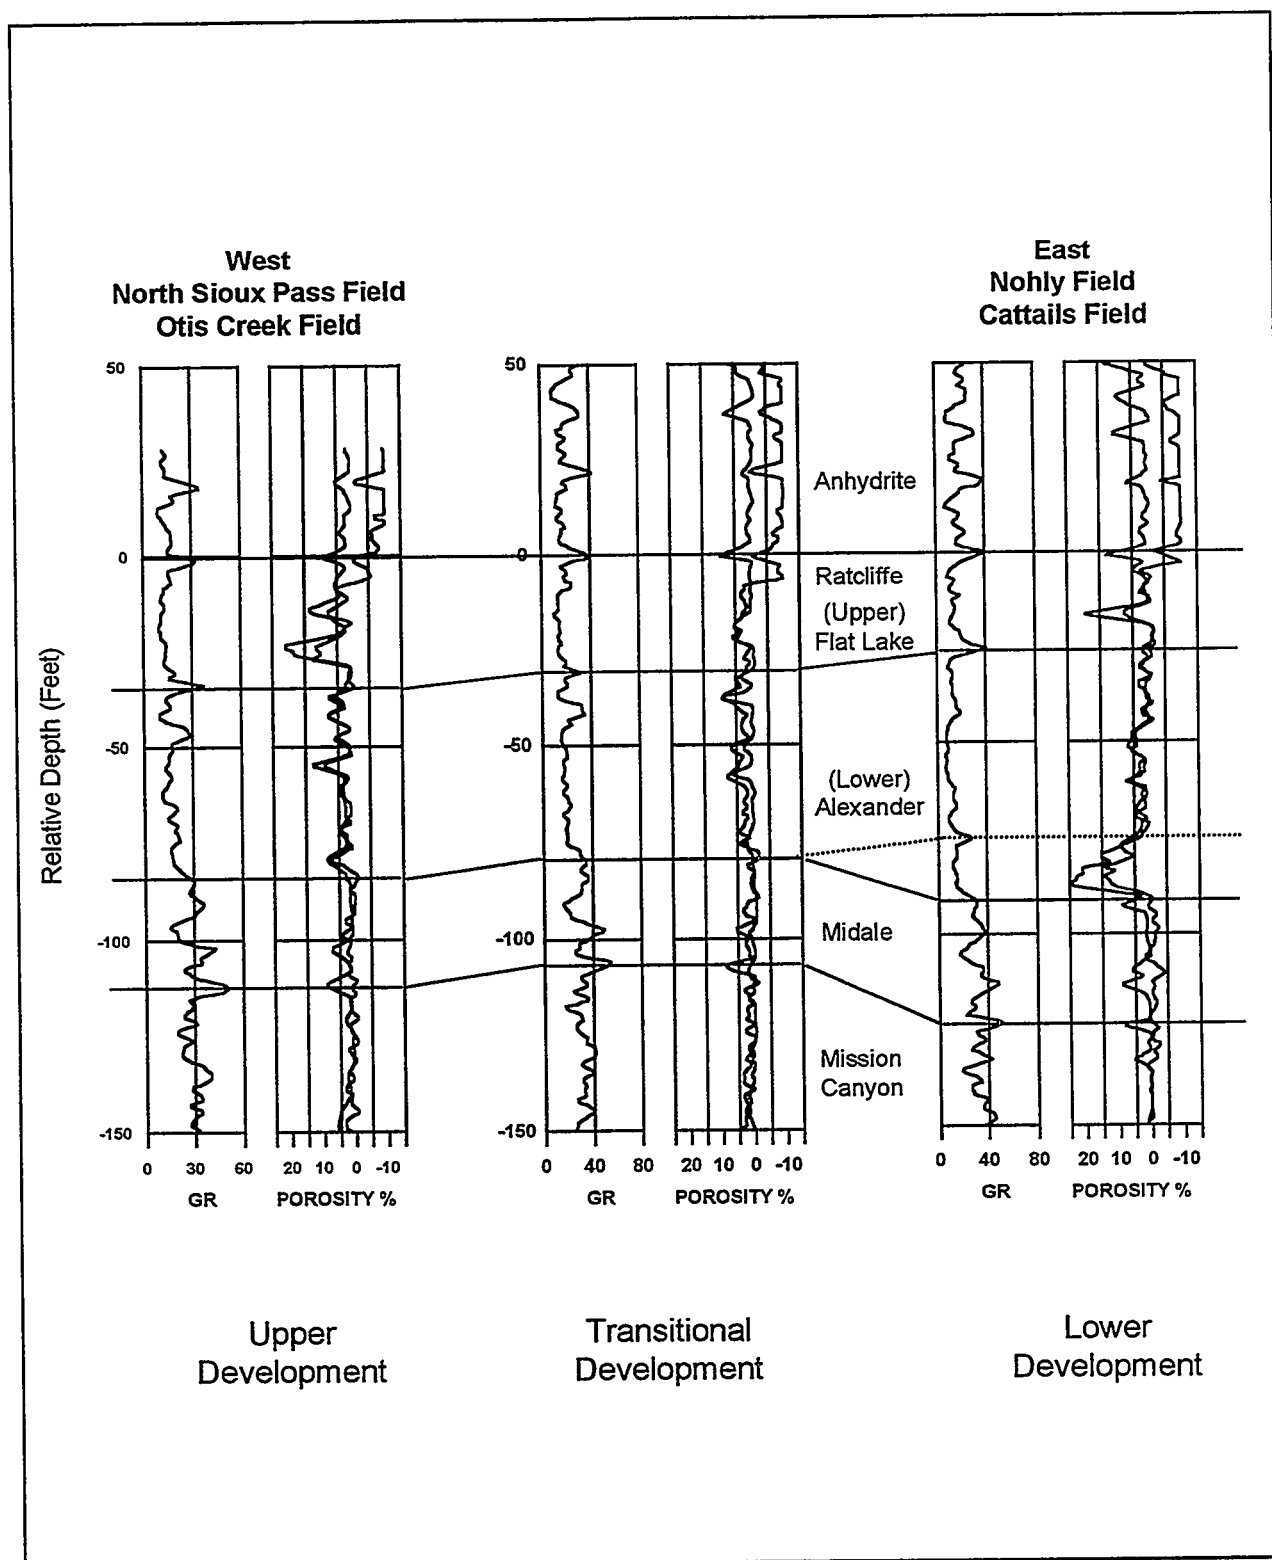 West
North Sioux Pass Field
Otis Creek Field
East
Nohly Field
Cattails Field
50
0
-50
-100
-150
Relative Depth (Feet)
50
0
-50
-100
-150
Anhydrite
Ratcliffe
(Upper)
Flat Lake
(Lower)
Alexander
Midale
Mission
Canyon
0 30 60
GR
20 10 0 -10
POROSITY %
0 40 80
GR
20 10 0 -10
POROSITY %
0 40 80
GR
20 10 0 -10
POROSITY %
Upper
Development
Transitional
Development
Lower
Development